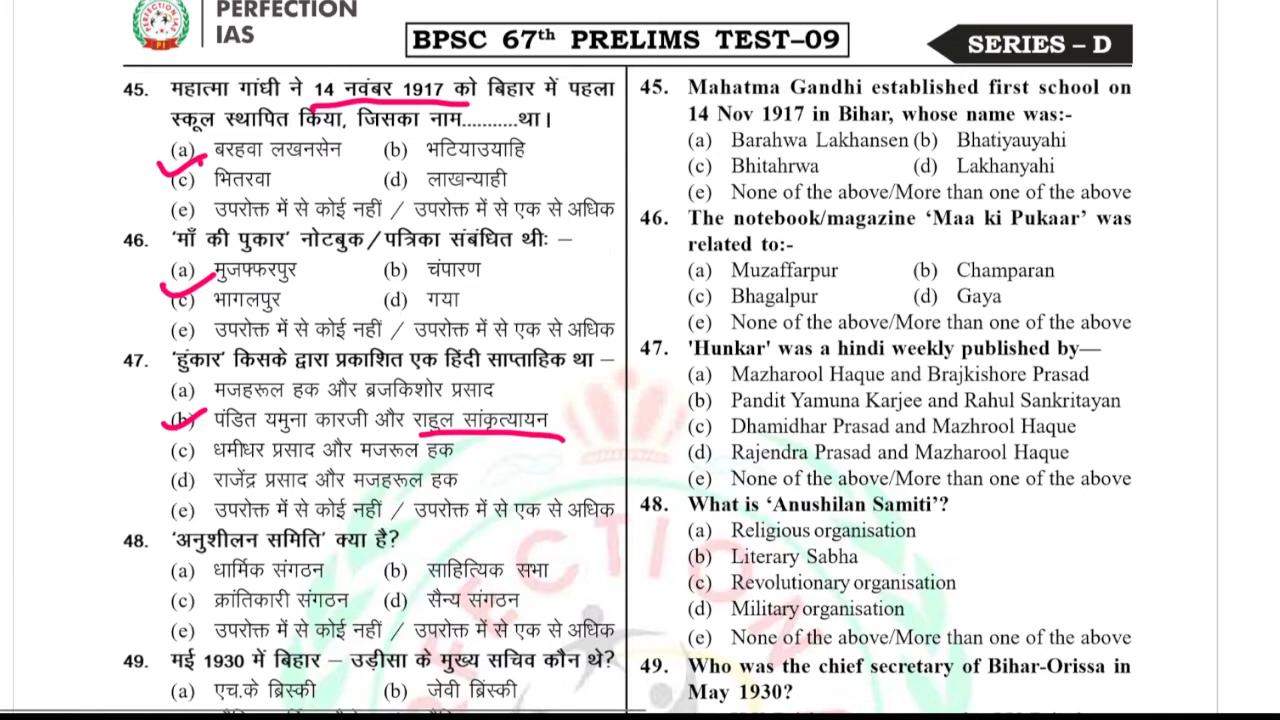 PERFECTION
IAS
BPSC 67th PRELIMS TEST–09
SERIES – D
45. महात्मा गांधी ने 14 नवंबर 1917 को बिहार में पहला
स्कूल स्थापित किया, जिसका नाम...........था।
(a) बरहवा लखनसेन (b) भटियाउयाहि
(c) भितरवा (d) लाखन्याही
(e) उपरोक्त में से कोई नहीं / उपरोक्त में से एक से अधिक
46. 'माँ की पुकार' नोटबुक/पत्रिका संबंधित थीः –
(a) मुजफ्फरपुर (b) चंपारण
(c) भागलपुर (d) गया
(e) उपरोक्त में से कोई नहीं / उपरोक्त में से एक से अधिक
47. 'हुंकार' किसके द्वारा प्रकाशित एक हिंदी साप्ताहिक था –
(a) मजहरूल हक और ब्रजकिशोर प्रसाद
(b) पंडित यमुना कारजी और राहुल सांकृत्यायन
(c) धमीधर प्रसाद और मजरूल हक
(d) राजेंद्र प्रसाद और मजहरूल हक
(e) उपरोक्त में से कोई नहीं / उपरोक्त में से एक से अधिक
48. 'अनुशीलन समिति' क्या है?
(a) धार्मिक संगठन (b) साहित्यिक सभा
(c) क्रांतिकारी संगठन (d) सैन्य संगठन
(e) उपरोक्त में से कोई नहीं / उपरोक्त में से एक से अधिक
49. मई 1930 में बिहार – उड़ीसा के मुख्य सचिव कौन थे?
(a) एच.के ब्रिस्की (b) जेवी ब्रिंस्की
45. Mahatma Gandhi established first school on
14 Nov 1917 in Bihar, whose name was:-
(a) Barahwa Lakhansen (b) Bhatiyauyahi
(c) Bhitahrwa (d) Lakhanyahi
(e) None of the above/More than one of the above
46. The notebook/magazine ‘Maa ki Pukaar’ was
related to:-
(a) Muzaffarpur (b) Champaran
(c) Bhagalpur (d) Gaya
(e) None of the above/More than one of the above
47. 'Hunkar' was a hindi weekly published by—
(a) Mazharool Haque and Brajkishore Prasad
(b) Pandit Yamuna Karjee and Rahul Sankritayan
(c) Dhamidhar Prasad and Mazhrool Haque
(d) Rajendra Prasad and Mazharool Haque
(e) None of the above/More than one of the above
48. What is ‘Anushilan Samiti’?
(a) Religious organisation
(b) Literary Sabha
(c) Revolutionary organisation
(d) Military organisation
(e) None of the above/More than one of the above
49. Who was the chief secretary of Bihar-Orissa in
May 1930?